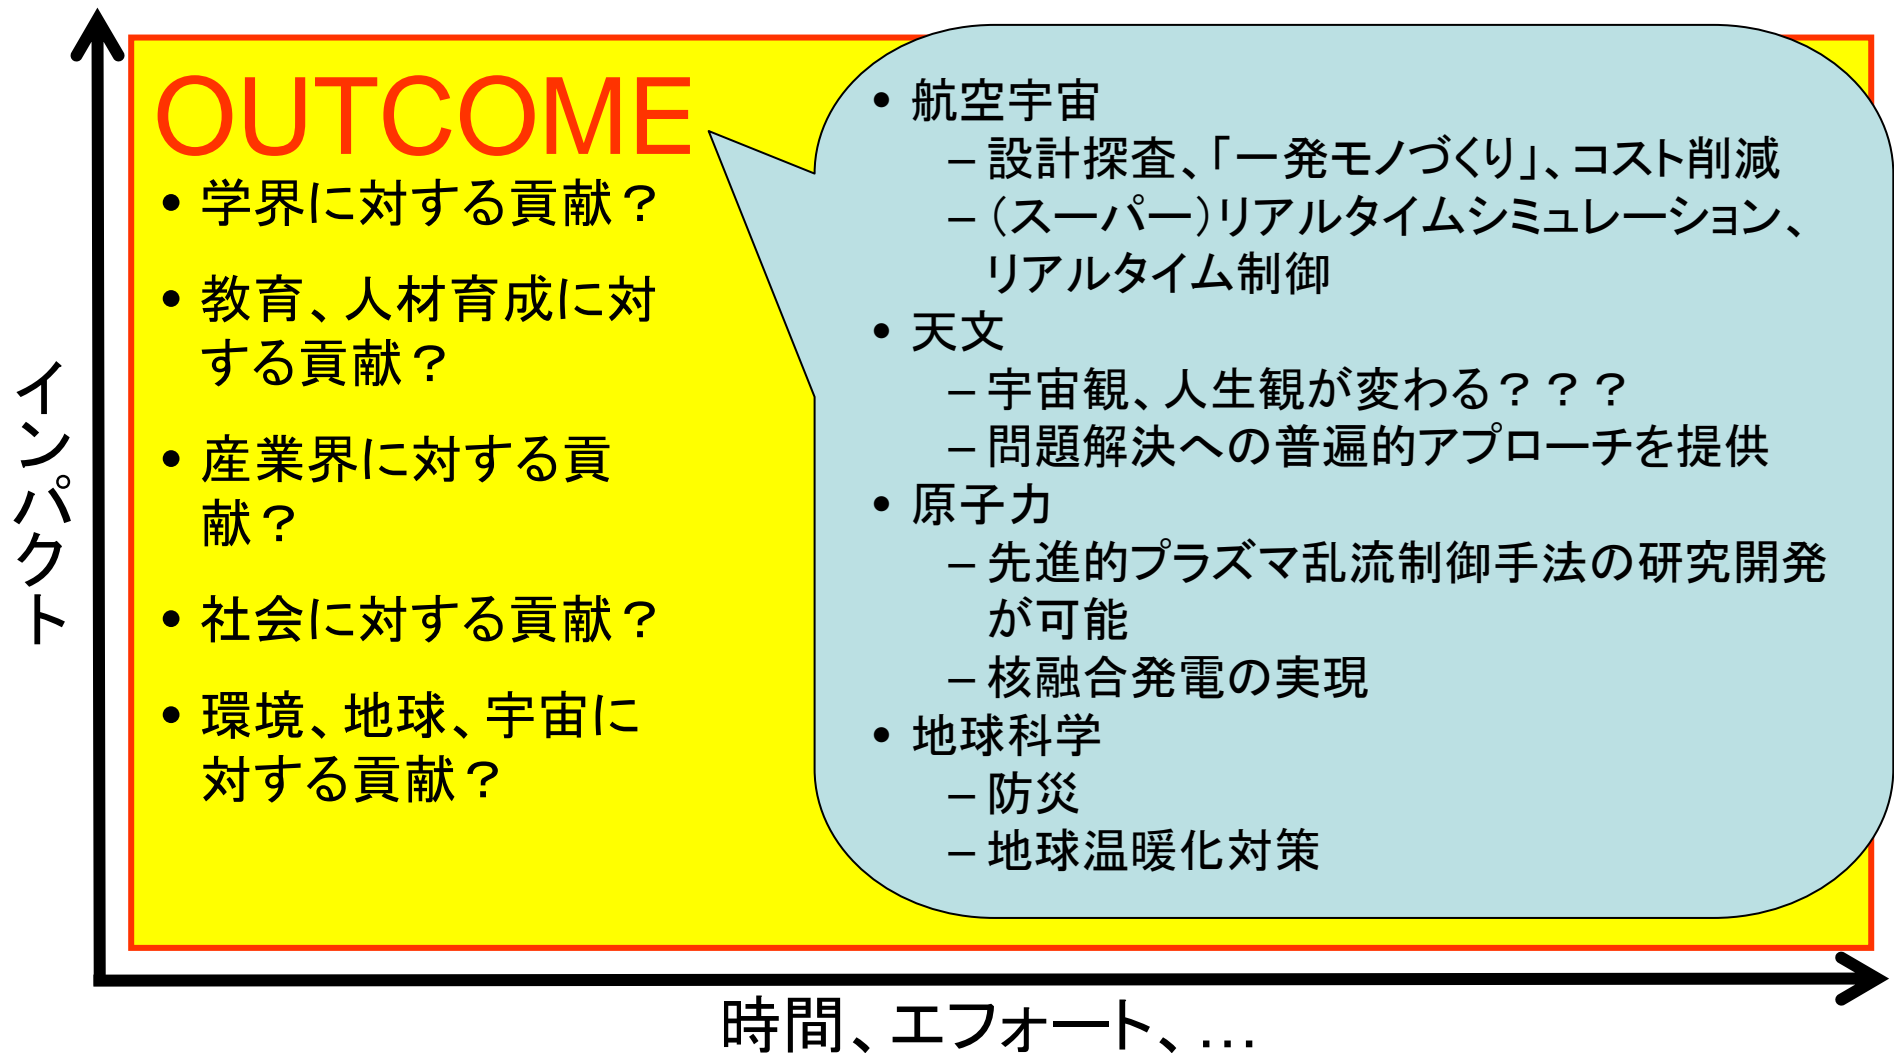 インパクト
OUTCOME
• 学界に対する貢献？
• 教育、人材育成に対
する貢献？
• 産業界に対する貢
献？
• 社会に対する貢献？
• 環境、地球、宇宙に
対する貢献？
• 航空宇宙
– 設計探査、「一発モノづくり」、コスト削減
– （スーパー）リアルタイムシミュレーション、
リアルタイム制御
• 天文
– 宇宙観、人生観が変わる？？？
– 問題解決への普遍的アプローチを提供
• 原子力
– 先進的プラズマ乱流制御手法の研究開発
が可能
– 核融合発電の実現
• 地球科学
– 防災
– 地球温暖化対策
時間、エフォート、…